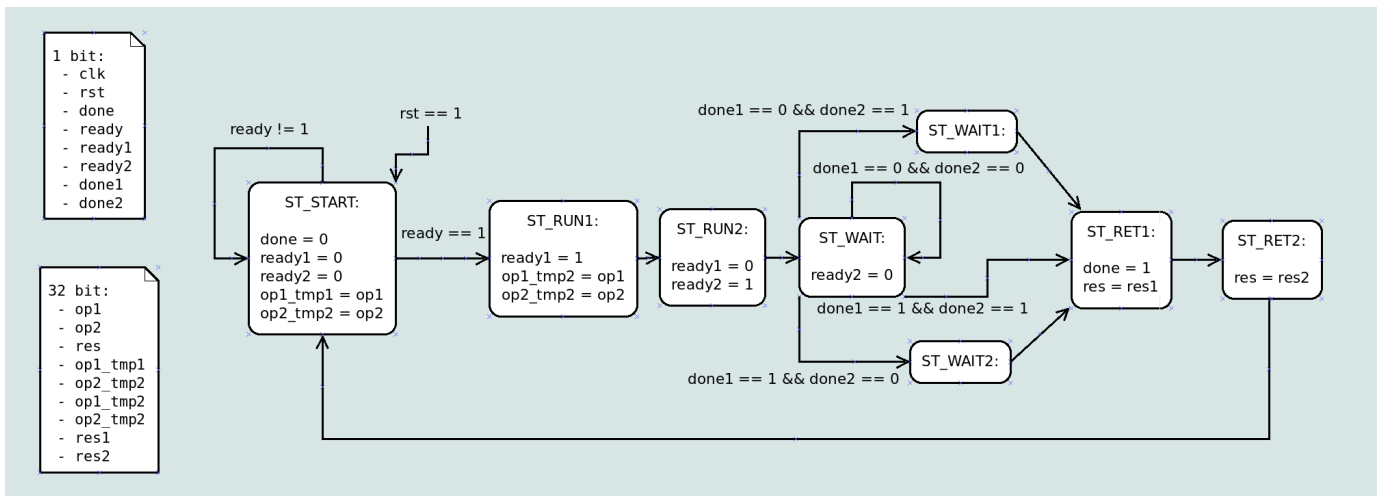 1 bit:
- clk
- rst
- done
- ready
- ready1
- ready2
- done1
- done2
32 bit:
- op1
- op2
- res
- op1_tmp1
- op2_tmp2
- op1_tmp2
- op2_tmp2
- res1
- res2
ready != 1
rst == 1
ST_START:
done = 0
ready1 = 0
ready2 = 0
op1_tmp1 = op1
op2_tmp2 = op2
ready == 1
ST_RUN1:
ready1 = 1
op1_tmp2 = op1
op2_tmp2 = op2
ST_RUN2:
ready1 = 0
ready2 = 1
done1 == 0 && done2 == 1
ST_WAIT1:
done1 == 0 && done2 == 0
ST_WAIT:
ready2 = 0
done1 == 1 && done2 == 1
ST_WAIT2:
done1 == 1 && done2 == 0
ST_RET1:
done = 1
res = res1
ST_RET2:
res = res2